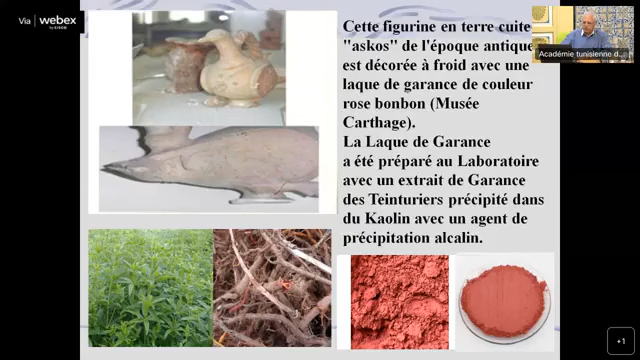 Via
webex
by CISCO
Cette figurine en terre cuite
"askos" de l'époque antique
est décorée à froid avec une
laque de garance de couleur
rose bonbon (Musée
Carthage).
La Laque de Garance
a été préparé au Laboratoire
avec un extrait de Garance
des Teinturiers précipité dans
du Kaolin avec un agent de
précipitation alcalin.
Académie tunisienne d...
+1